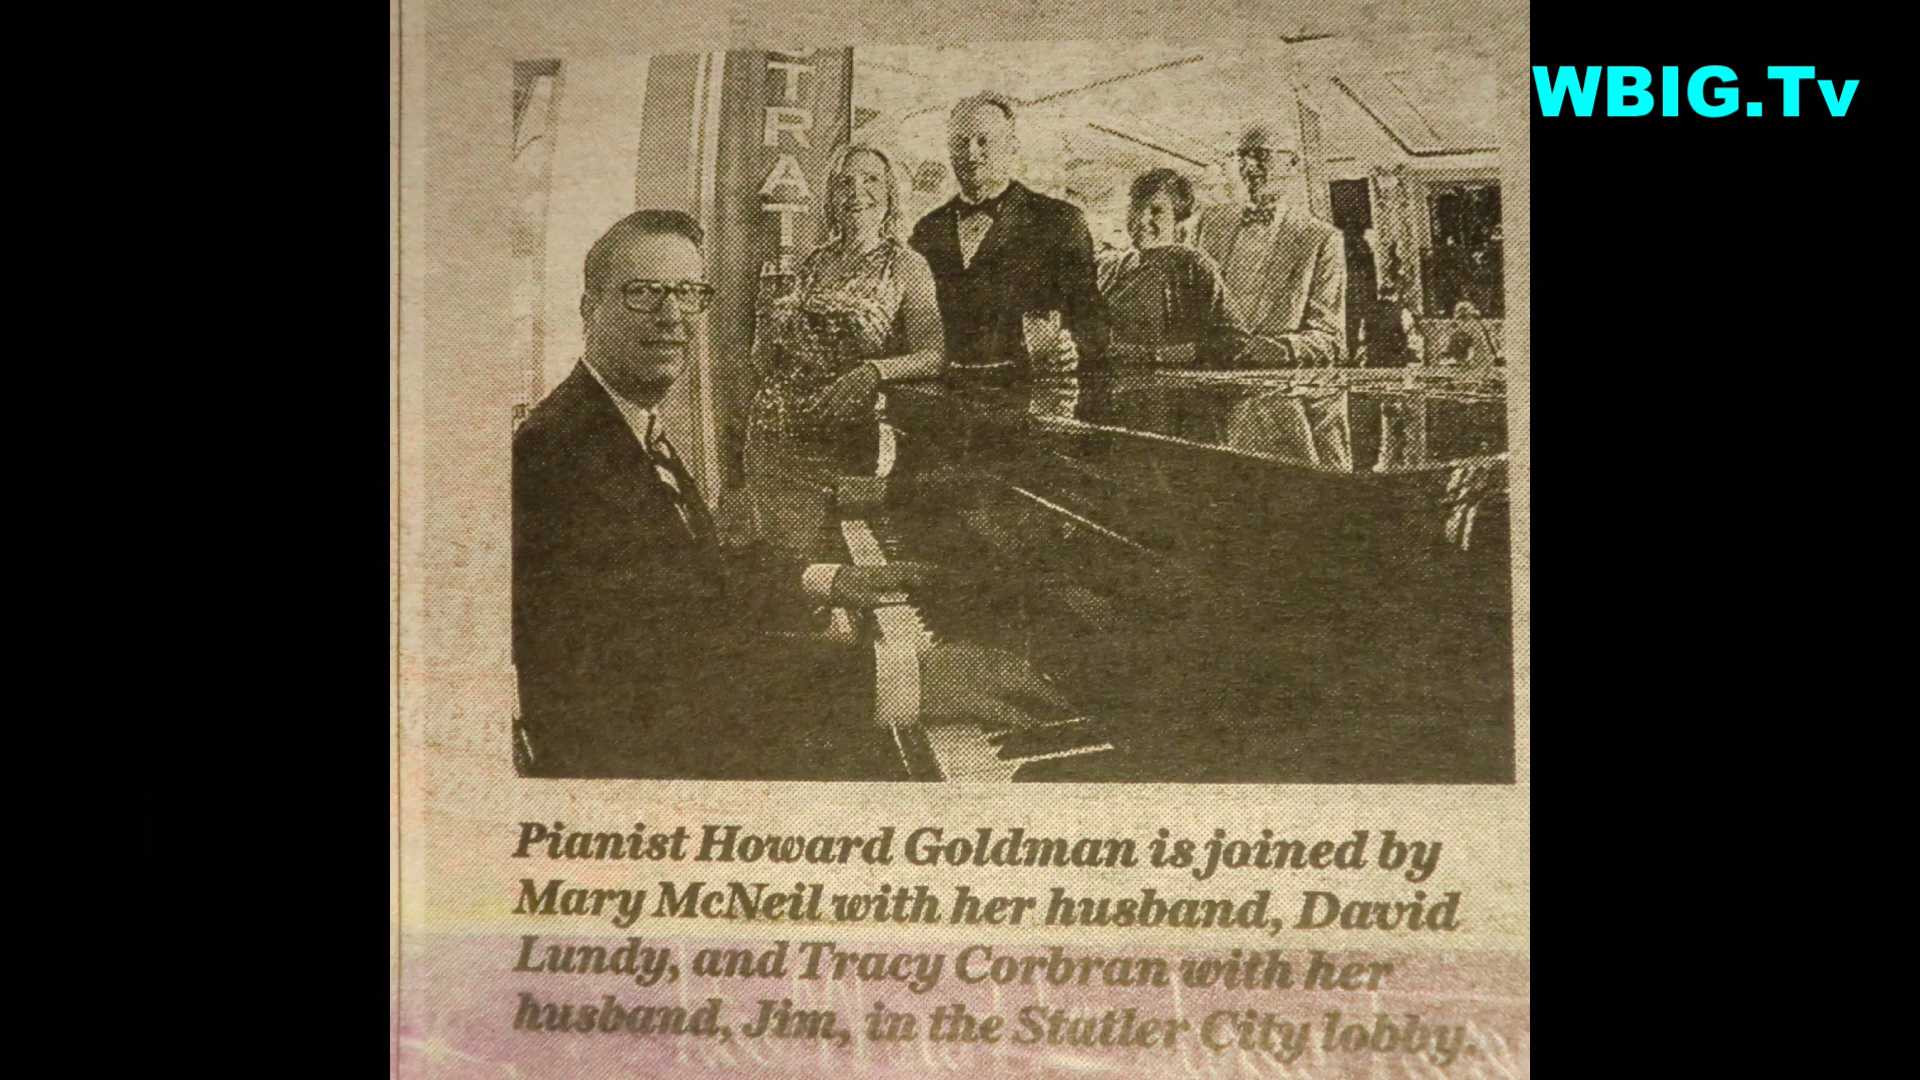 WBIG.Tv
TRATL
Pianist Howard Goldman is joined by
Mary McNeil with her husband, David
Lundy, and Tracy Corbran with her
husband, Jim, in the Statler City lobby.